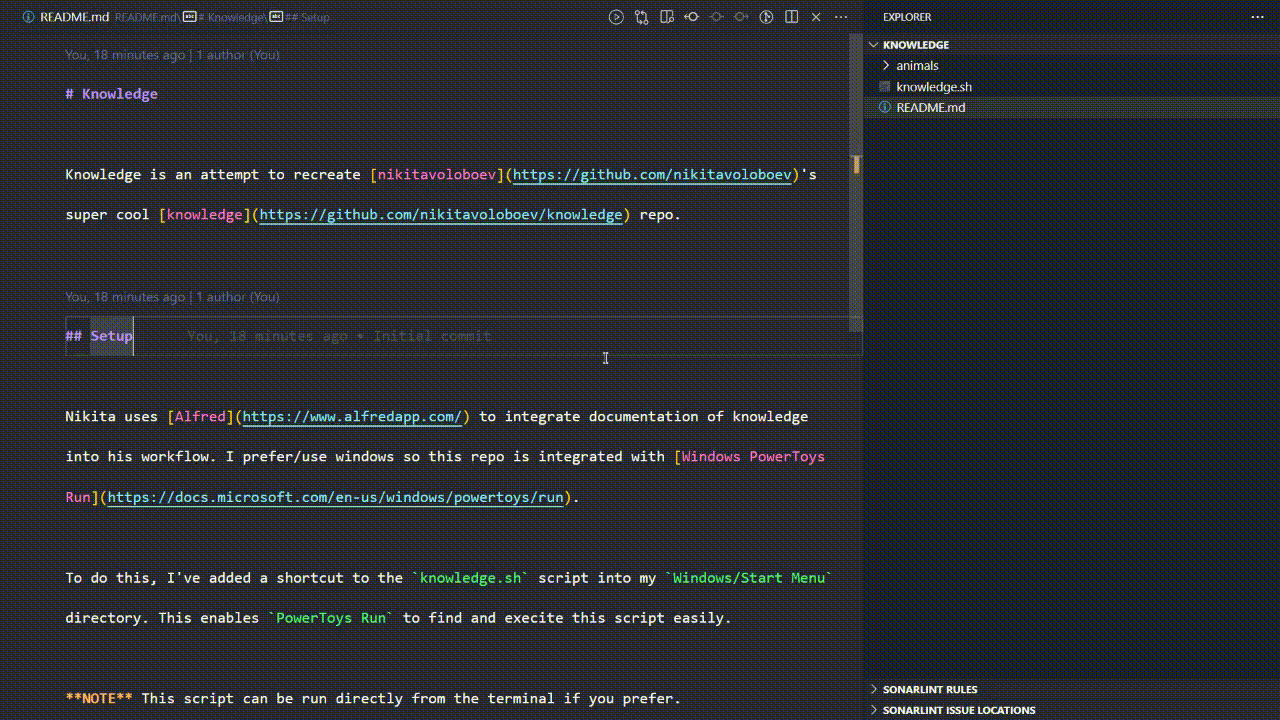 README.md README.md\ # Knowledge\ ## Setup
You, 18 minutes ago | 1 author (You)
# Knowledge
Knowledge is an attempt to recreate [nikitavoloboev](https://github.com/nikitavoloboev)'s
super cool [knowledge](https://github.com/nikitavoloboev/knowledge) repo.
You, 18 minutes ago | 1 author (You)
## Setup You, 18 minutes ago • Initial commit
Nikita uses [Alfred](https://www.alfredapp.com/) to integrate documentation of knowledge
into his workflow. I prefer/use windows so this repo is integrated with [Windows PowerToys
Run](https://docs.microsoft.com/en-us/windows/powertoys/run).
To do this, I've added a shortcut to the `knowledge.sh` script into my `Windows/Start Menu`
directory. This enables `PowerToys Run` to find and execite this script easily.
**NOTE** This script can be run directly from the terminal if you prefer.
EXPLORER
KNOWLEDGE
animals
knowledge.sh
README.md
SONARLINT RULES
SONARLINT ISSUE LOCATIONS